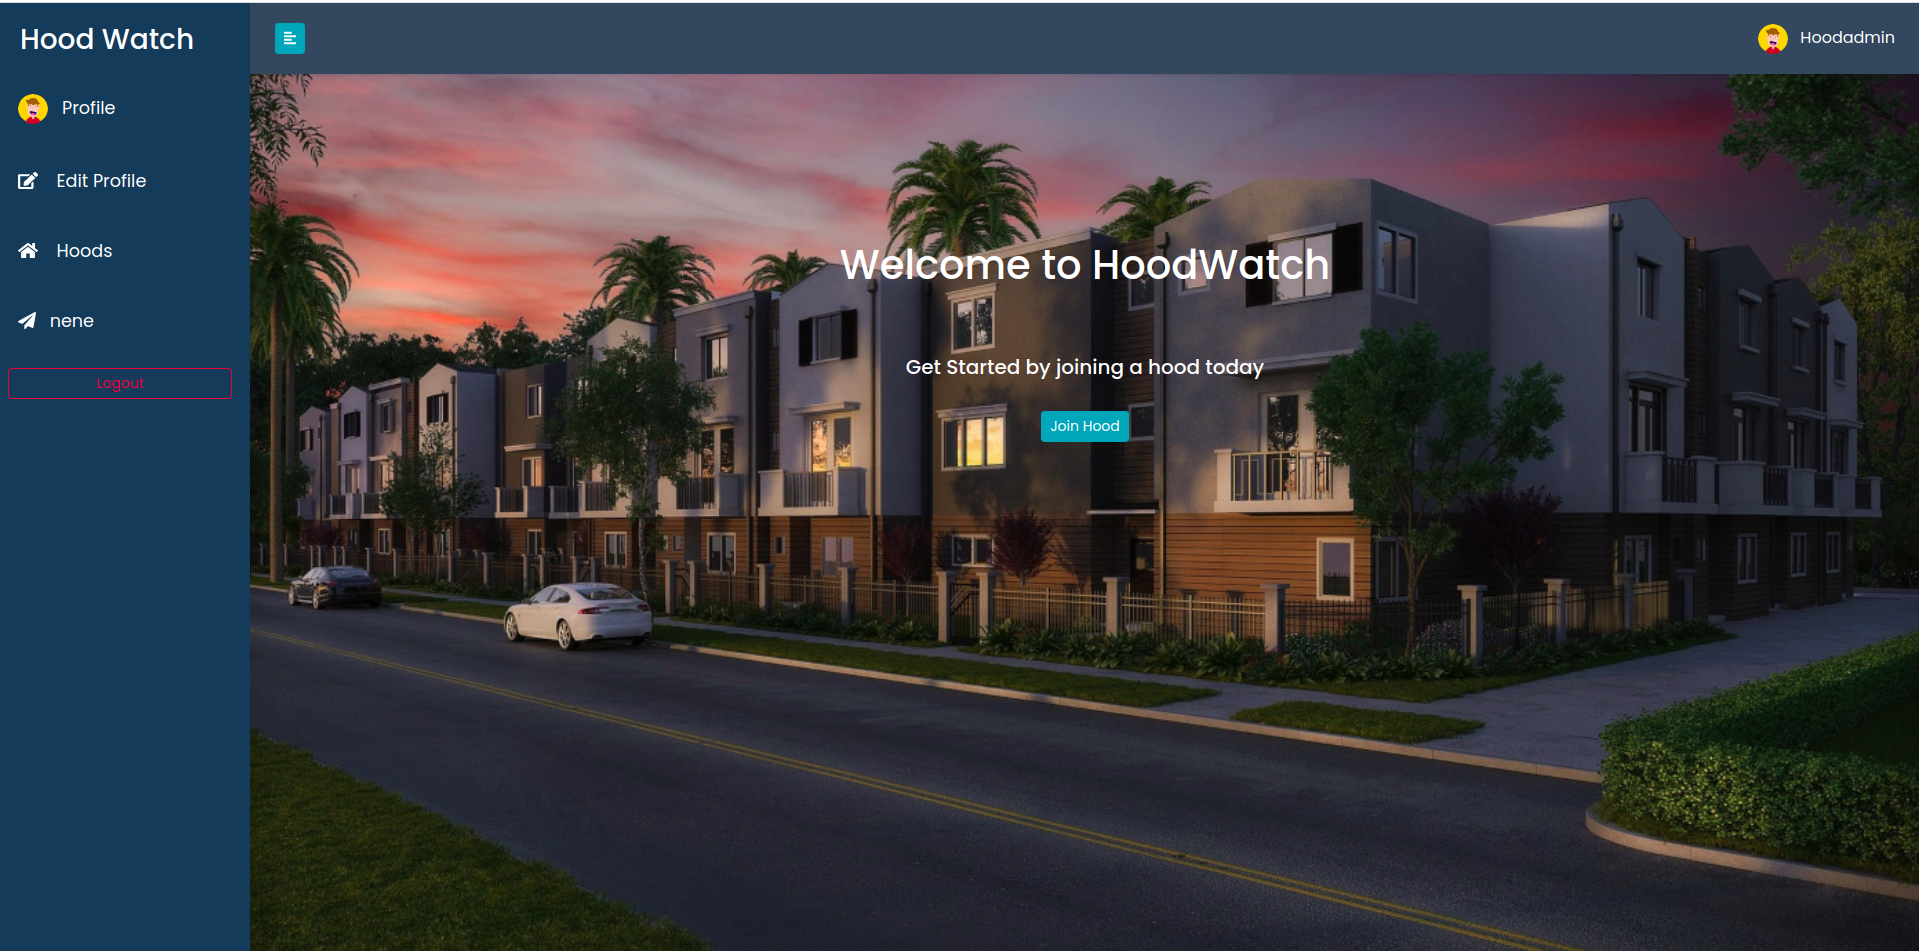 Hood Watch
Hoodadmin
Profile
Edit Profile
Hoods
nene
Logout
Welcome to HoodWatch
Get Started by joining a hood today
Join Hood